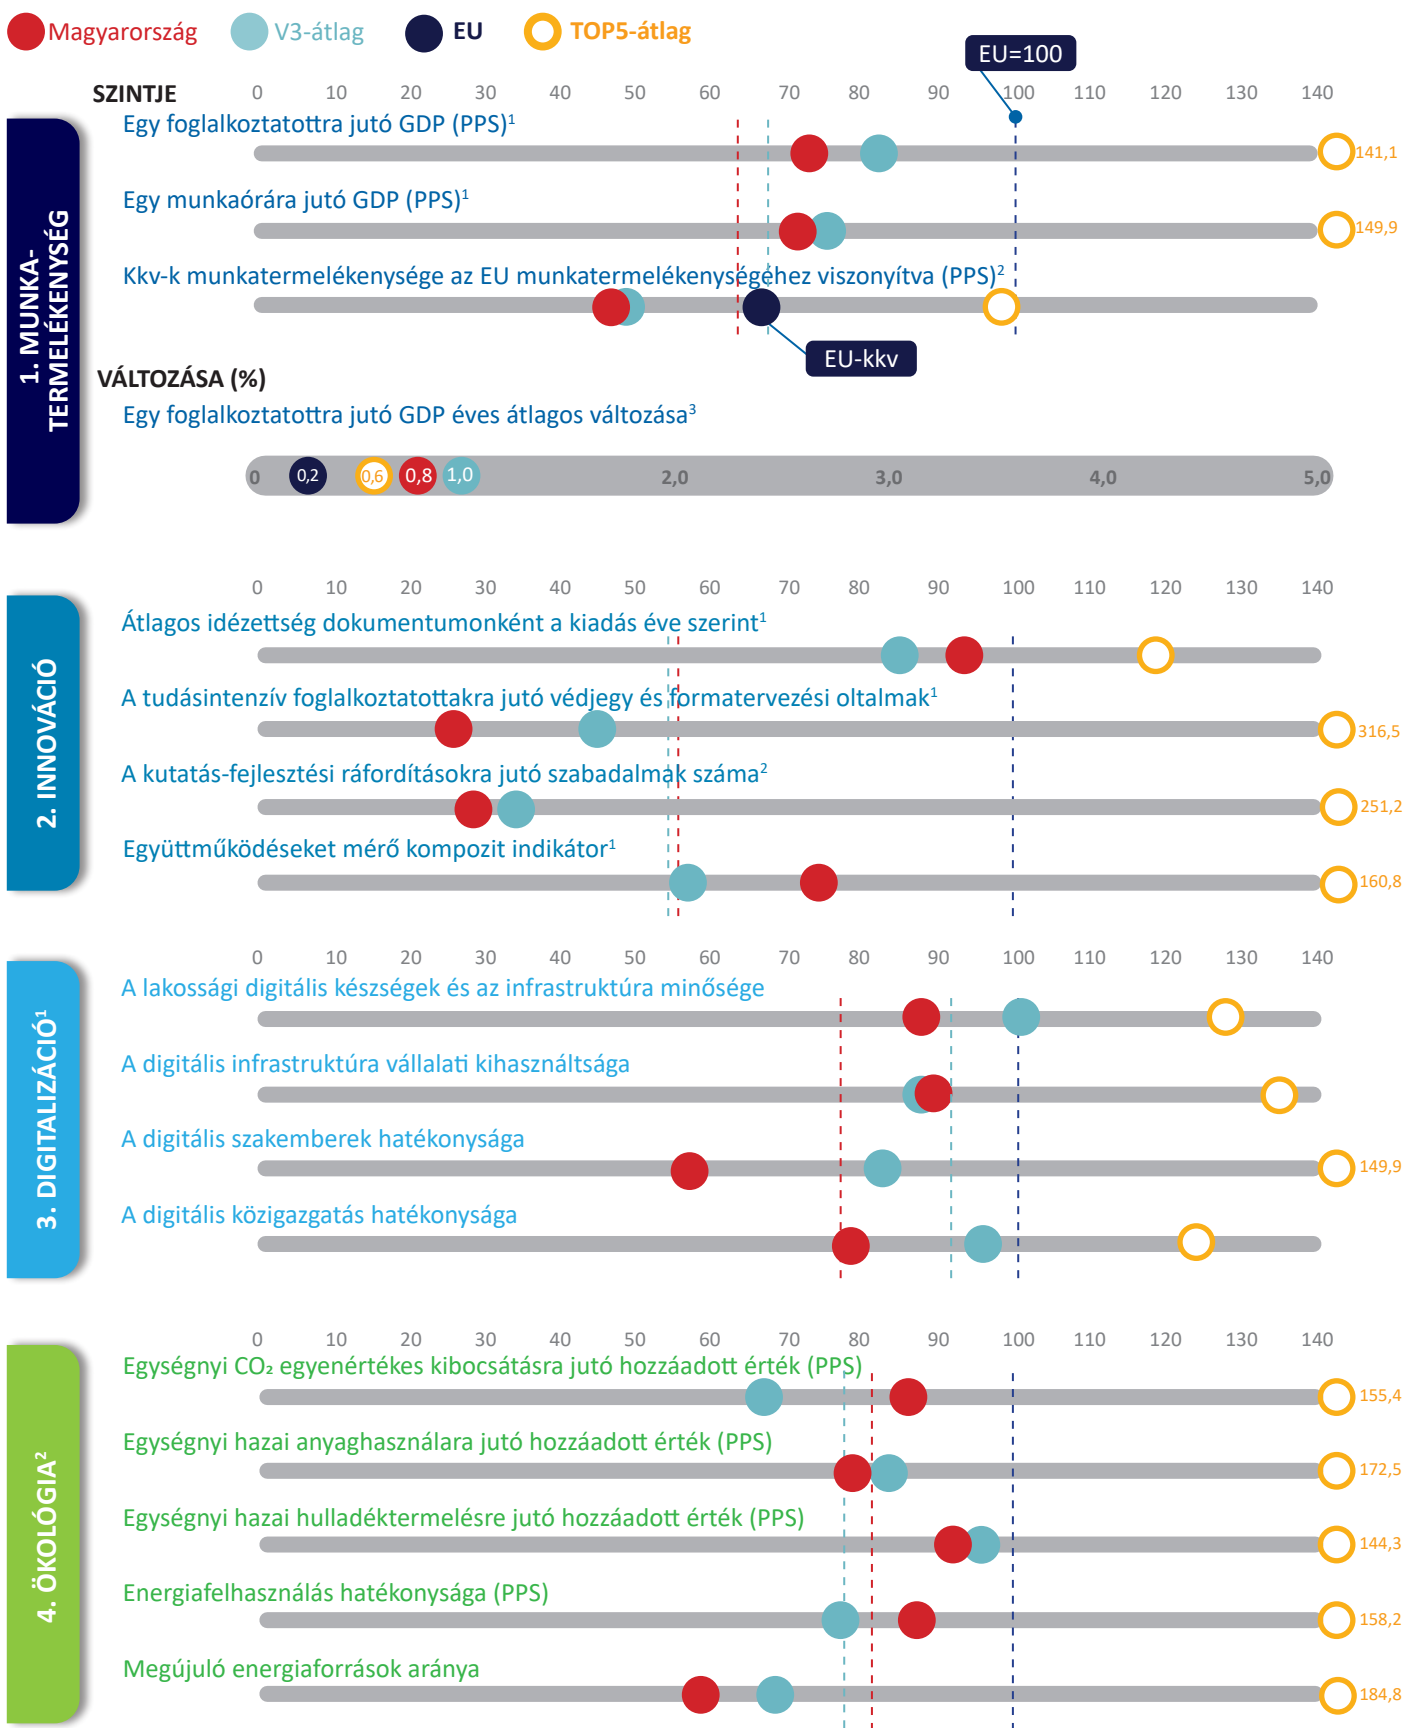 Magyarország V3-átlag EU TOP5-átlag
EU=100
SZINTJE 0 10 20 30 40 50 60 70 80 90 100 110 120 130 140
1. MUNKA-
TERMELÉKENYSÉG
Egy foglalkoztatottra jutó GDP (PPS)¹
141,1
Egy munkaórára jutó GDP (PPS)¹
149,9
Kkv-k munkatermelékenysége az EU munkatermelékenységéhez viszonyítva (PPS)²
EU-kkv
VÁLTOZÁSA (%)
Egy foglalkoztatottra jutó GDP éves átlagos változása³
0 0,2 0,6 0,8 1,0 2,0 3,0 4,0 5,0
2. INNOVÁCIÓ
0 10 20 30 40 50 60 70 80 90 100 110 120 130 140
Átlagos idézettség dokumentumonként a kiadás éve szerint¹
A tudásintenzív foglalkoztatottakra jutó védjegy és formatervezési oltalmak¹
316,5
A kutatás-fejlesztési ráfordításokra jutó szabadalmak száma²
251,2
Együttműködéseket mérő kompozit indikátor¹
160,8
3. DIGITALIZÁCIÓ¹
0 10 20 30 40 50 60 70 80 90 100 110 120 130 140
A lakossági digitális készségek és az infrastruktúra minősége
A digitális infrastruktúra vállalati kihasználtsága
A digitális szakemberek hatékonysága
149,9
A digitális közigazgatás hatékonysága
4. ÖKOLÓGIA²
0 10 20 30 40 50 60 70 80 90 100 110 120 130 140
Egységnyi CO₂ egyenértékes kibocsátásra jutó hozzáadott érték (PPS)
155,4
Egységnyi hazai anyaghasználara jutó hozzáadott érték (PPS)
172,5
Egységnyi hazai hulladéktermelésre jutó hozzáadott érték (PPS)
144,3
Energiafelhasználás hatékonysága (PPS)
158,2
Megújuló energiaforrások aránya
184,8